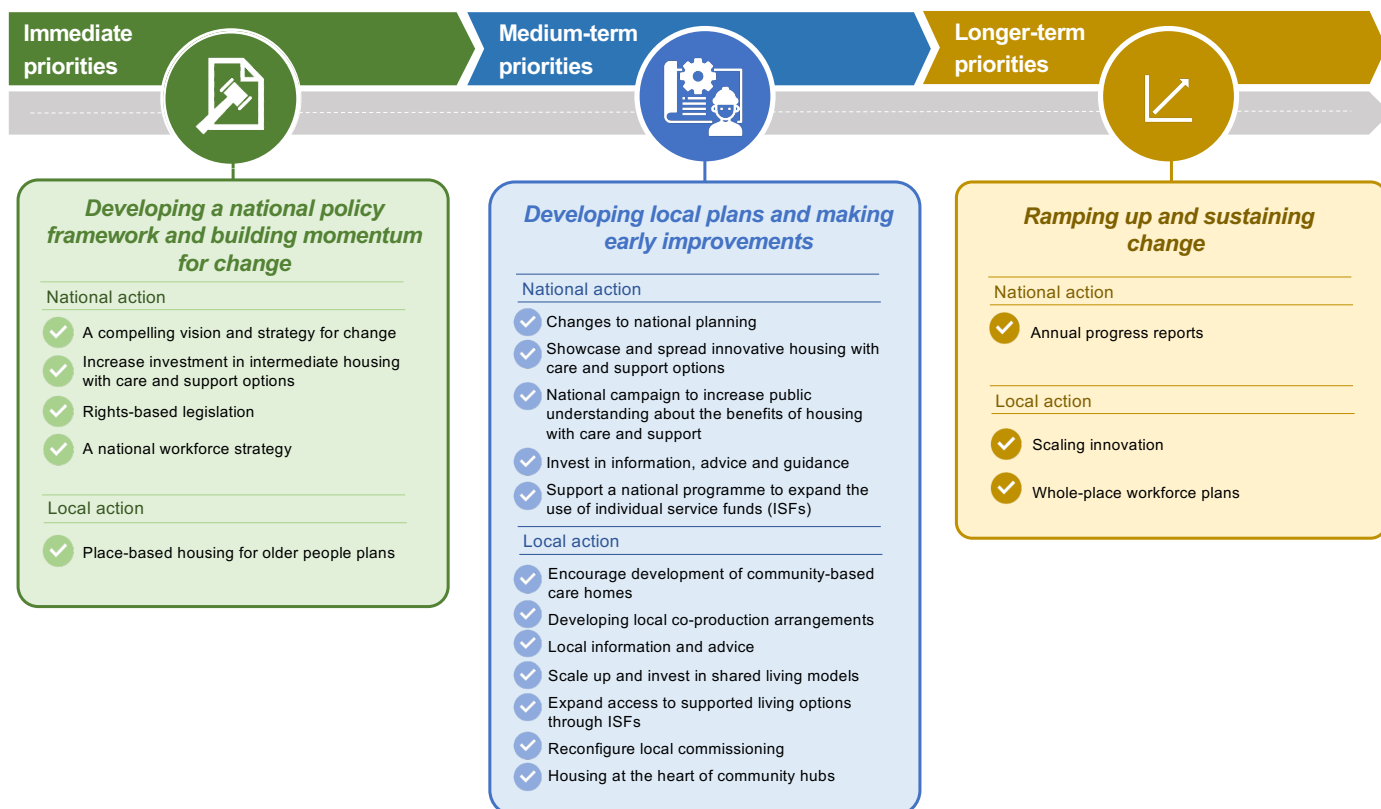 Immediate
priorities
Medium-term
priorities
Longer-term
priorities
Developing a national policy
framework and building momentum
for change
National action
A compelling vision and strategy for change
Increase investment in intermediate housing
with care and support options
Rights-based legislation
A national workforce strategy
Local action
Place-based housing for older people plans
Developing local plans and making
early improvements
National action
Changes to national planning
Showcase and spread innovative housing with
care and support options
National campaign to increase public
understanding about the benefits of housing
with care and support
Invest in information, advice and guidance
Support a national programme to expand the
use of individual service funds (ISFs)
Local action
Encourage development of community-based
care homes
Developing local co-production arrangements
Local information and advice
Scale up and invest in shared living models
Expand access to supported living options
through ISFs
Reconfigure local commissioning
Housing at the heart of community hubs
Ramping up and sustaining
change
National action
Annual progress reports
Local action
Scaling innovation
Whole-place workforce plans